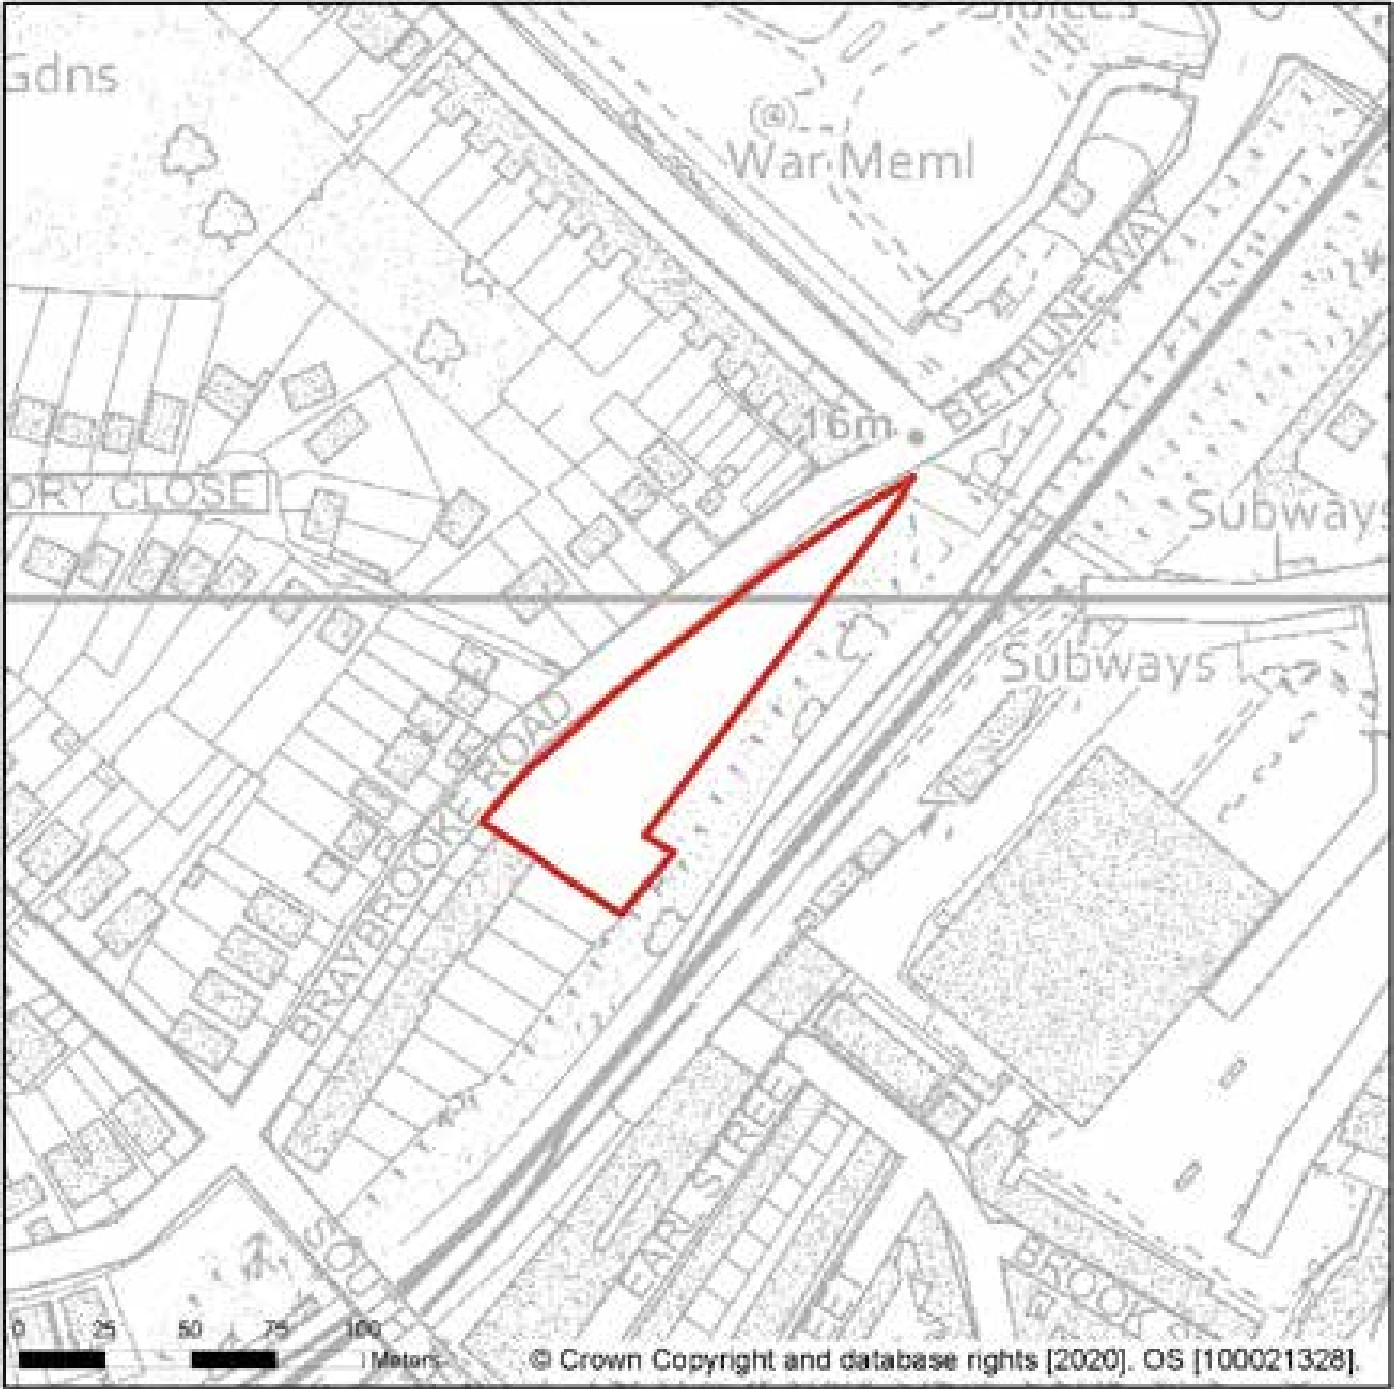 Gdns
War Meml
BETHUNE WAY
16m
ORY CLOSE
Subways
Subways
BRAYBROOKE ROAD
EARL STREE
SOU
BROOK S
0 25 50 75 100
Meters
© Crown Copyright and database rights [2020]. OS [100021328].